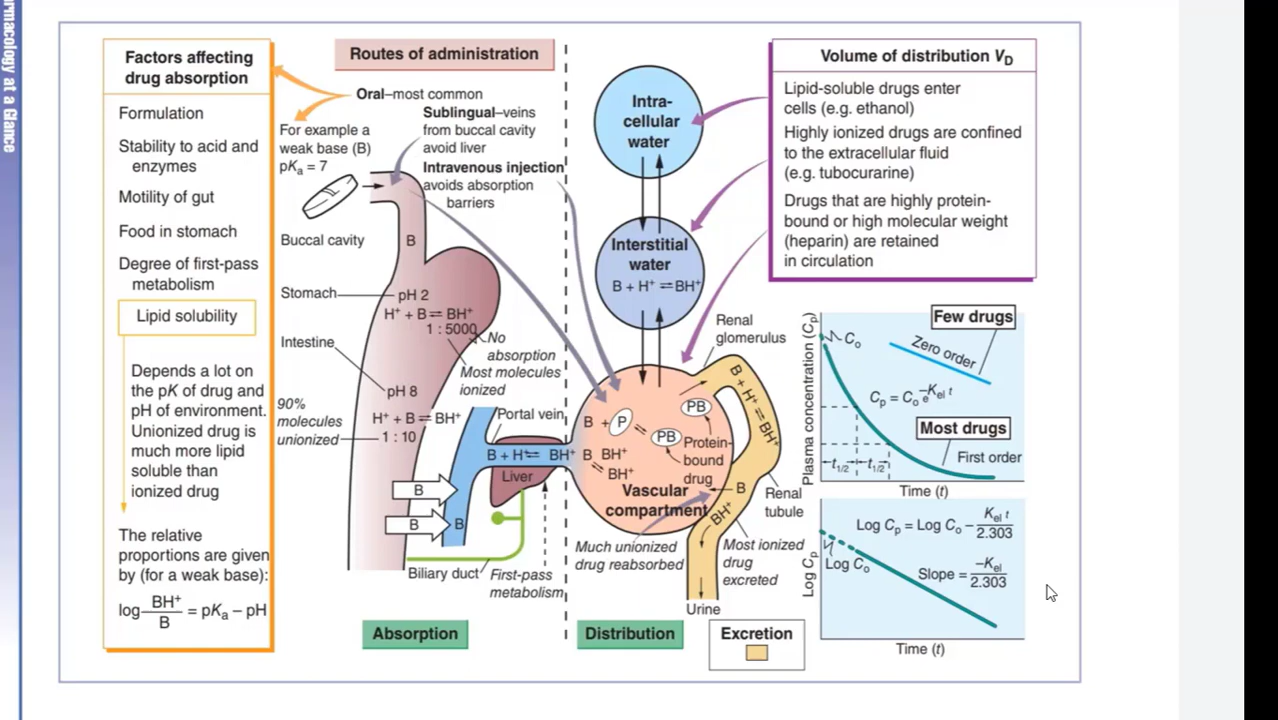 rmacology at a Glance
Factors affecting
drug absorption
Formulation
Stability to acid and
enzymes
Motility of gut
Food in stomach
Degree of first-pass
metabolism
Lipid solubility
Depends a lot on
the pK of drug and
pH of environment.
Unionized drug is
much more lipid
soluble than
ionized drug
The relative
proportions are given
by (for a weak base):
log BH⁺/B = pKₐ – pH
Routes of administration
Oral–most common
Sublingual–veins
from buccal cavity
avoid liver
Intravenous injection
avoids absorption
barriers
For example a
weak base (B)
pKₐ = 7
Buccal cavity
B
Stomach
pH 2
H⁺ + B ⇌ BH⁺
1 : 5000
No
absorption
Most molecules
ionized
Intestine
pH 8
90%
molecules
unionized
H⁺ + B ⇌ BH⁺
1 : 10
Portal vein
B + H⁺ ⇌ BH⁺
Liver
B
B
B
Biliary duct
First-pass
metabolism
Absorption
Intra-
cellular
water
Interstitial
water
B + H⁺ ⇌ BH⁺
Renal
glomerulus
B + H⁺ ⇌ BH⁺
B + P ⇌ PB
PB
Protein-
bound
drug
B BH⁺
BH⁺
Vascular
compartment
B
BH⁺
Renal
tubule
Much unionized
drug reabsorbed
Most ionized
drug
excreted
Urine
Distribution
Excretion
Volume of distribution V_D
Lipid-soluble drugs enter
cells (e.g. ethanol)
Highly ionized drugs are confined
to the extracellular fluid
(e.g. tubocurarine)
Drugs that are highly protein-
bound or high molecular weight
(heparin) are retained
in circulation
Plasma concentration (Cₚ)
C₀
Few drugs
Zero order
Cₚ = C₀e^–K_el t
Most drugs
First order
t1/2 t1/2
Time (t)
Log Cₚ
Log Cₚ = Log C₀ – K_el t/2.303
Log C₀
Slope = –K_el/2.303
Time (t)